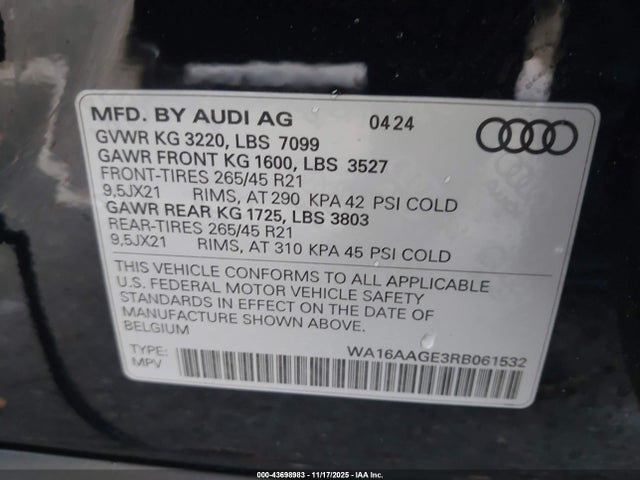 MFD. BY AUDI AG 0424
GVWR KG 3220, LBS 7099
GAWR FRONT KG 1600, LBS 3527
FRONT-TIRES 265/45 R21
9,5JX21 RIMS, AT 290 KPA 42 PSI COLD
GAWR REAR KG 1725, LBS 3803
REAR-TIRES 265/45 R21
9,5JX21 RIMS, AT 310 KPA 45 PSI COLD
THIS VEHICLE CONFORMS TO ALL APPLICABLE
U.S. FEDERAL MOTOR VEHICLE SAFETY
STANDARDS IN EFFECT ON THE DATE OF
MANUFACTURE SHOWN ABOVE.
BELGIUM
TYPE: WA16AAGE3RB061532
MPV
000-43698983 - 11/17/2025 - IAA Inc.